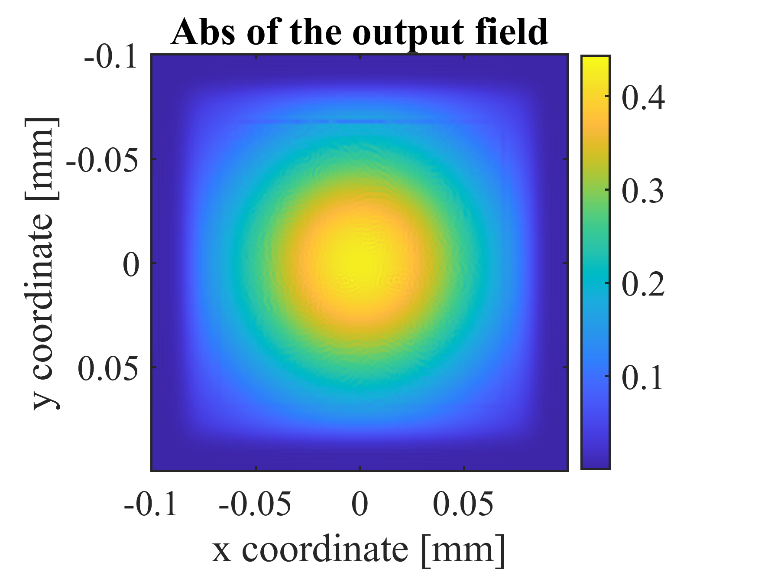 Abs of the output field
-0.1
-0.05
0
0.05
y coordinate [mm]
-0.1 -0.05 0 0.05
x coordinate [mm]
0.4
0.3
0.2
0.1